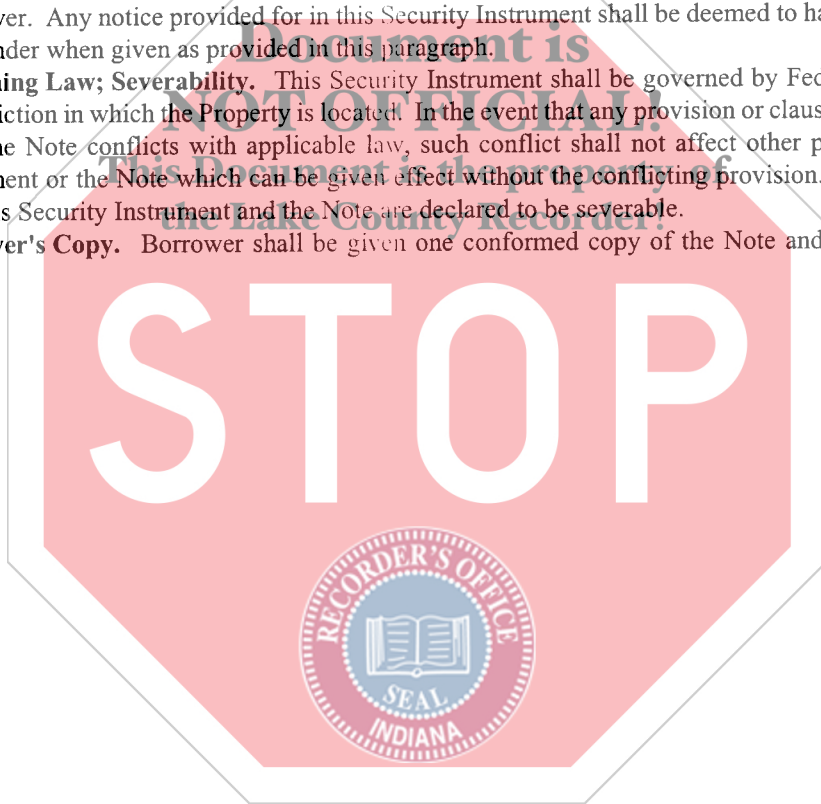 ver. Any notice provided for in this Security Instrument shall be deemed to ha
Document is
nder when given as provided in this paragraph.
ning Law; Severability. This Security Instrument shall be governed by Fed
NOT OFFICIAL!
iction in which the Property is located. In the event that any provision or claus
ne Note conflicts with applicable law, such conflict shall not affect other p
This Document is the property of
nent or the Note which can be given effect without the conflicting provision.
s Security Instrument and the Note are declared to be severable.
the Lake County Recorder!
ver's Copy. Borrower shall be given one conformed copy of the Note and
STOP
RECORDER'S OFFICE
SEAL
INDIANA